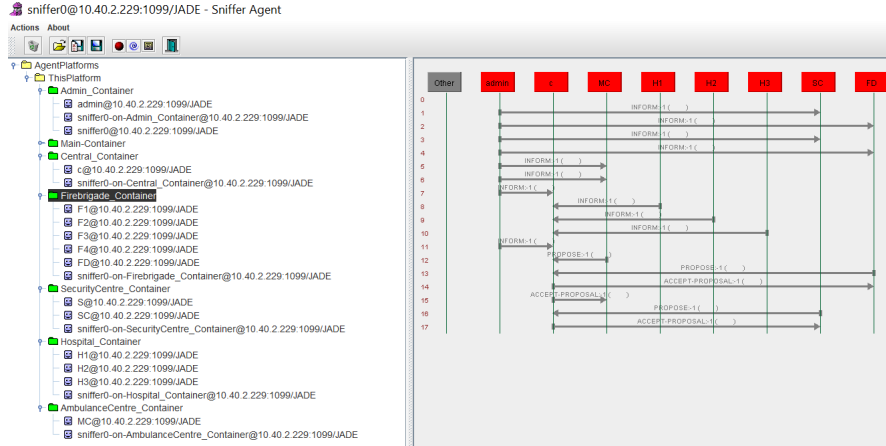 sniffer0@10.40.2.229:1099/JADE - Sniffer Agent
Actions About
AgentPlatforms
ThisPlatform
Admin_Container
admin@10.40.2.229:1099/JADE
sniffer0-on-Admin_Container@10.40.2.229:1099/JADE
sniffer0@10.40.2.229:1099/JADE
Main-Container
Central_Container
c@10.40.2.229:1099/JADE
sniffer0-on-Central_Container@10.40.2.229:1099/JADE
Firebrigade_Container
F1@10.40.2.229:1099/JADE
F2@10.40.2.229:1099/JADE
F3@10.40.2.229:1099/JADE
F4@10.40.2.229:1099/JADE
FD@10.40.2.229:1099/JADE
sniffer0-on-Firebrigade_Container@10.40.2.229:1099/JADE
SecurityCentre_Container
S@10.40.2.229:1099/JADE
SC@10.40.2.229:1099/JADE
sniffer0-on-SecurityCentre_Container@10.40.2.229:1099/JADE
Hospital_Container
H1@10.40.2.229:1099/JADE
H2@10.40.2.229:1099/JADE
H3@10.40.2.229:1099/JADE
sniffer0-on-Hospital_Container@10.40.2.229:1099/JADE
AmbulanceCentre_Container
MC@10.40.2.229:1099/JADE
sniffer0-on-AmbulanceCentre_Container@10.40.2.229:1099/JADE
Other admin c MC H1 H2 H3 SC FD
0
1 INFORM:-1 ( )
2 INFORM:-1 ( )
3 INFORM:-1 ( )
4 INFORM:-1 ( )
5 INFORM:-1 ( )
6 INFORM:-1 ( )
7 INFORM:-1 ( )
8 INFORM:-1 ( )
9 INFORM:-1 ( )
10 INFORM:-1 ( )
11 INFORM:-1 ( )
12 PROPOSE:-1 ( )
13 PROPOSE:-1 ( )
14 ACCEPT-PROPOSAL:-1 ( )
15 ACCEPT-PROPOSAL:-1 ( )
16 PROPOSE:-1 ( )
17 ACCEPT-PROPOSAL:-1 ( )